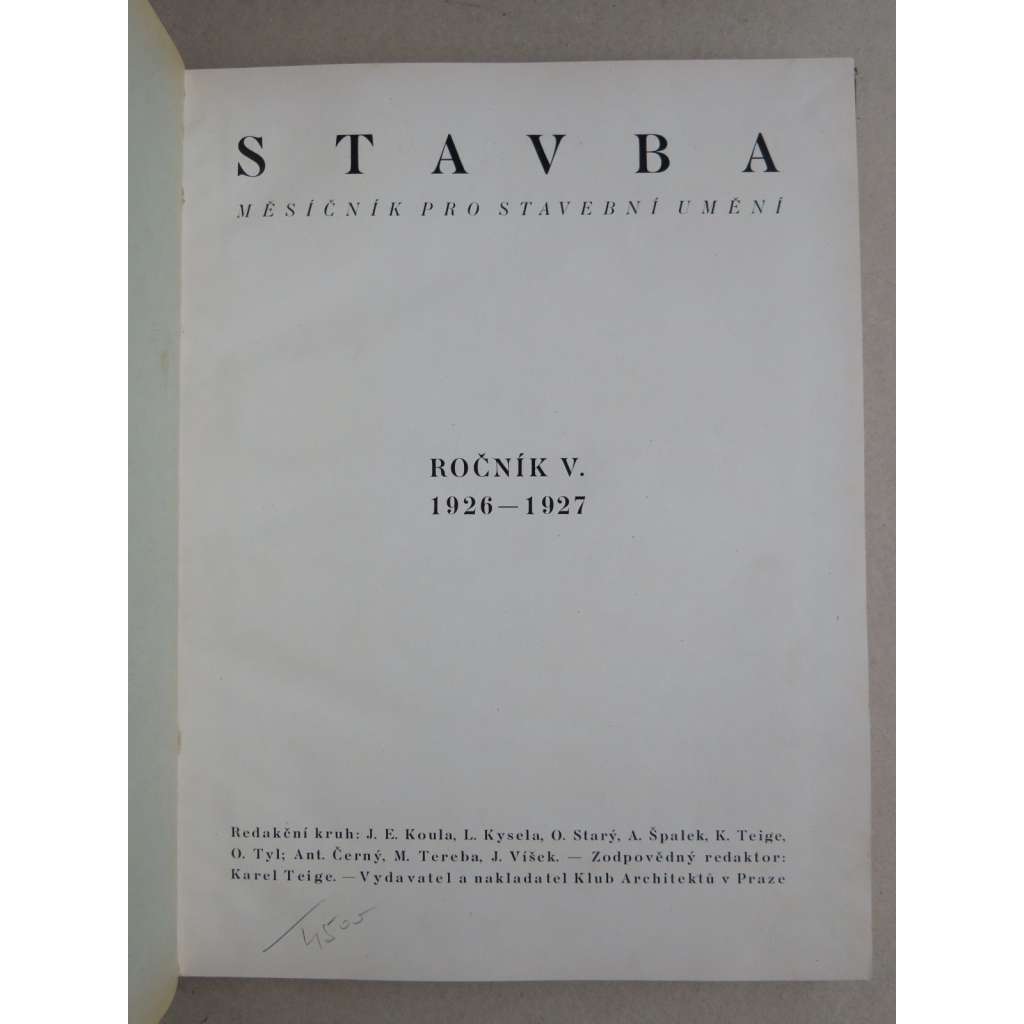 STAVBA
MĚSÍČNÍK PRO STAVEBNÍ UMĚNÍ
ROČNÍK V.
1926—1927
Redakční kruh: J. E. Koula, L. Kysela, O. Starý, A. Špalek, K. Teige,
O. Tyl; Ant. Černý, M. Tereba, J. Víšek. — Zodpovědný redaktor:
Karel Teige. — Vydavatel a nakladatel Klub Architektů v Praze